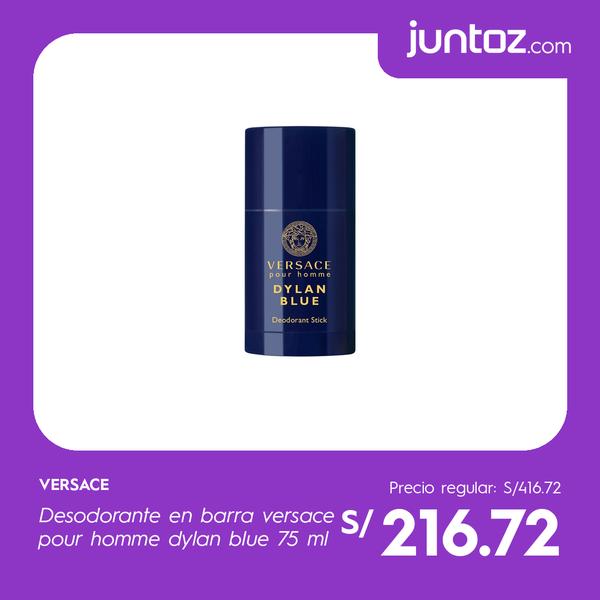 juntoz.com
VERSACE
pour homme
DYLAN
BLUE
Deodorant Stick
VERSACE
Desodorante en barra versace
pour homme dylan blue 75 ml
Precio regular: S/416.72
S/ 216.72